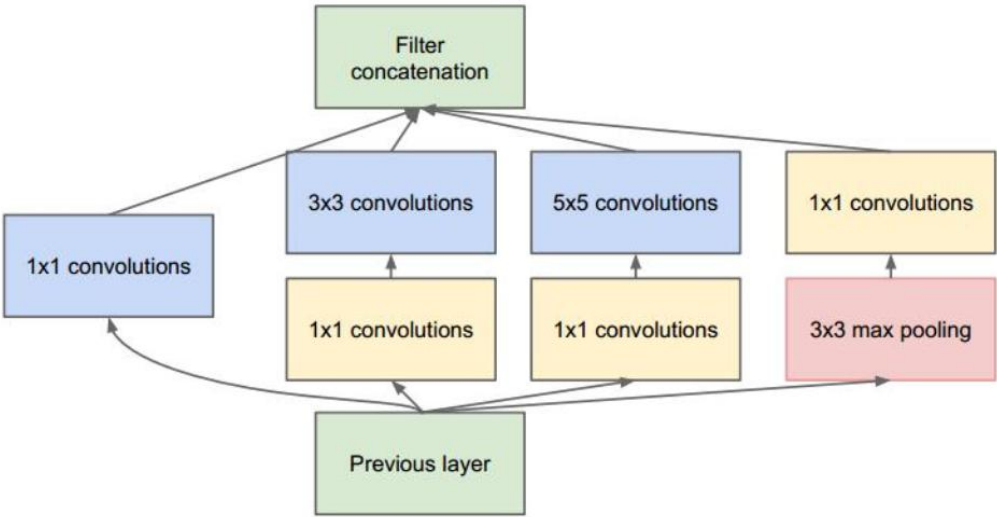 Filter
concatenation
3x3 convolutions
5x5 convolutions
1x1 convolutions
1x1 convolutions
1x1 convolutions
1x1 convolutions
3x3 max pooling
Previous layer